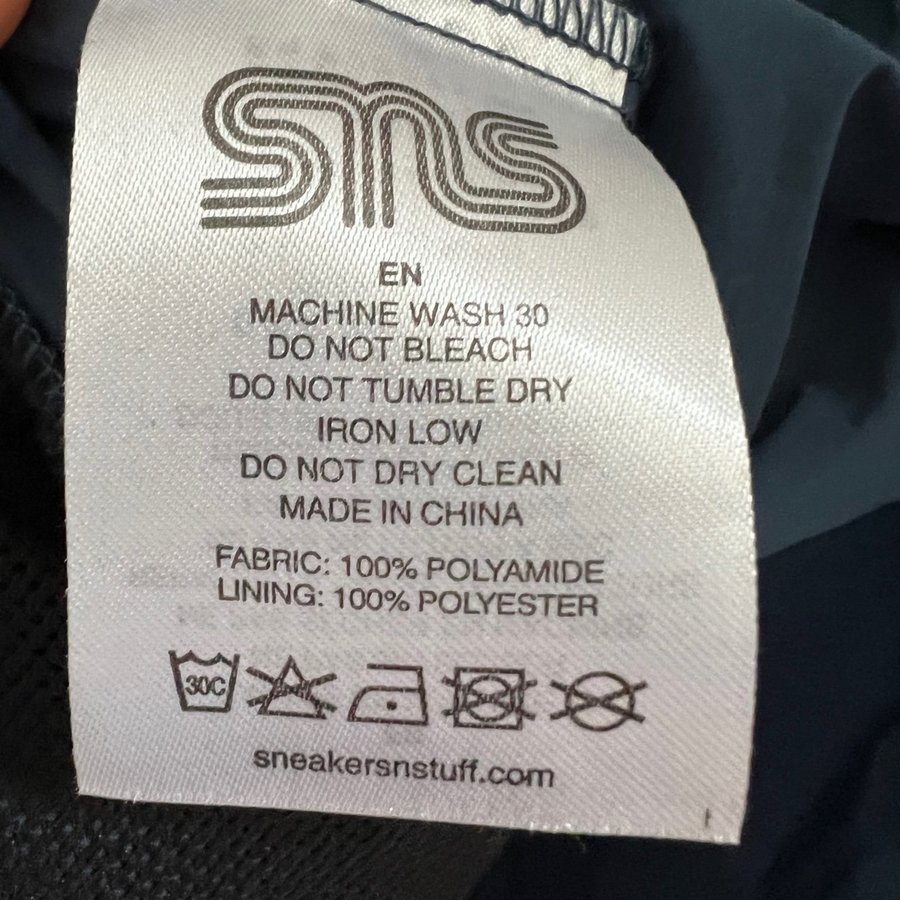 sns
EN
MACHINE WASH 30
DO NOT BLEACH
DO NOT TUMBLE DRY
IRON LOW
DO NOT DRY CLEAN
MADE IN CHINA
FABRIC: 100% POLYAMIDE
LINING: 100% POLYESTER
30C
sneakersnstuff.com